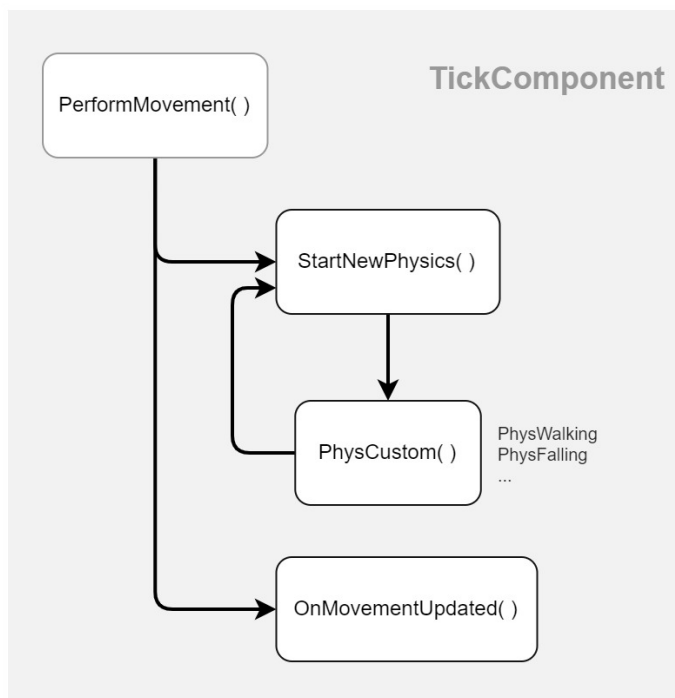 TickComponent
PerformMovement( )
StartNewPhysics( )
PhysCustom( )
PhysWalking
PhysFalling
...
OnMovementUpdated( )